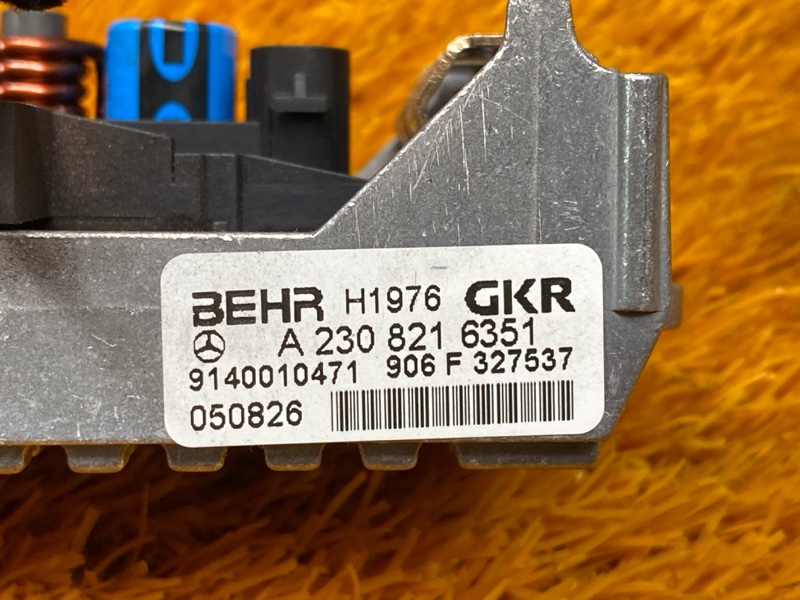 BEHR H1976 GKR
A 230 821 6351
9140010471 906 F 327537
050826